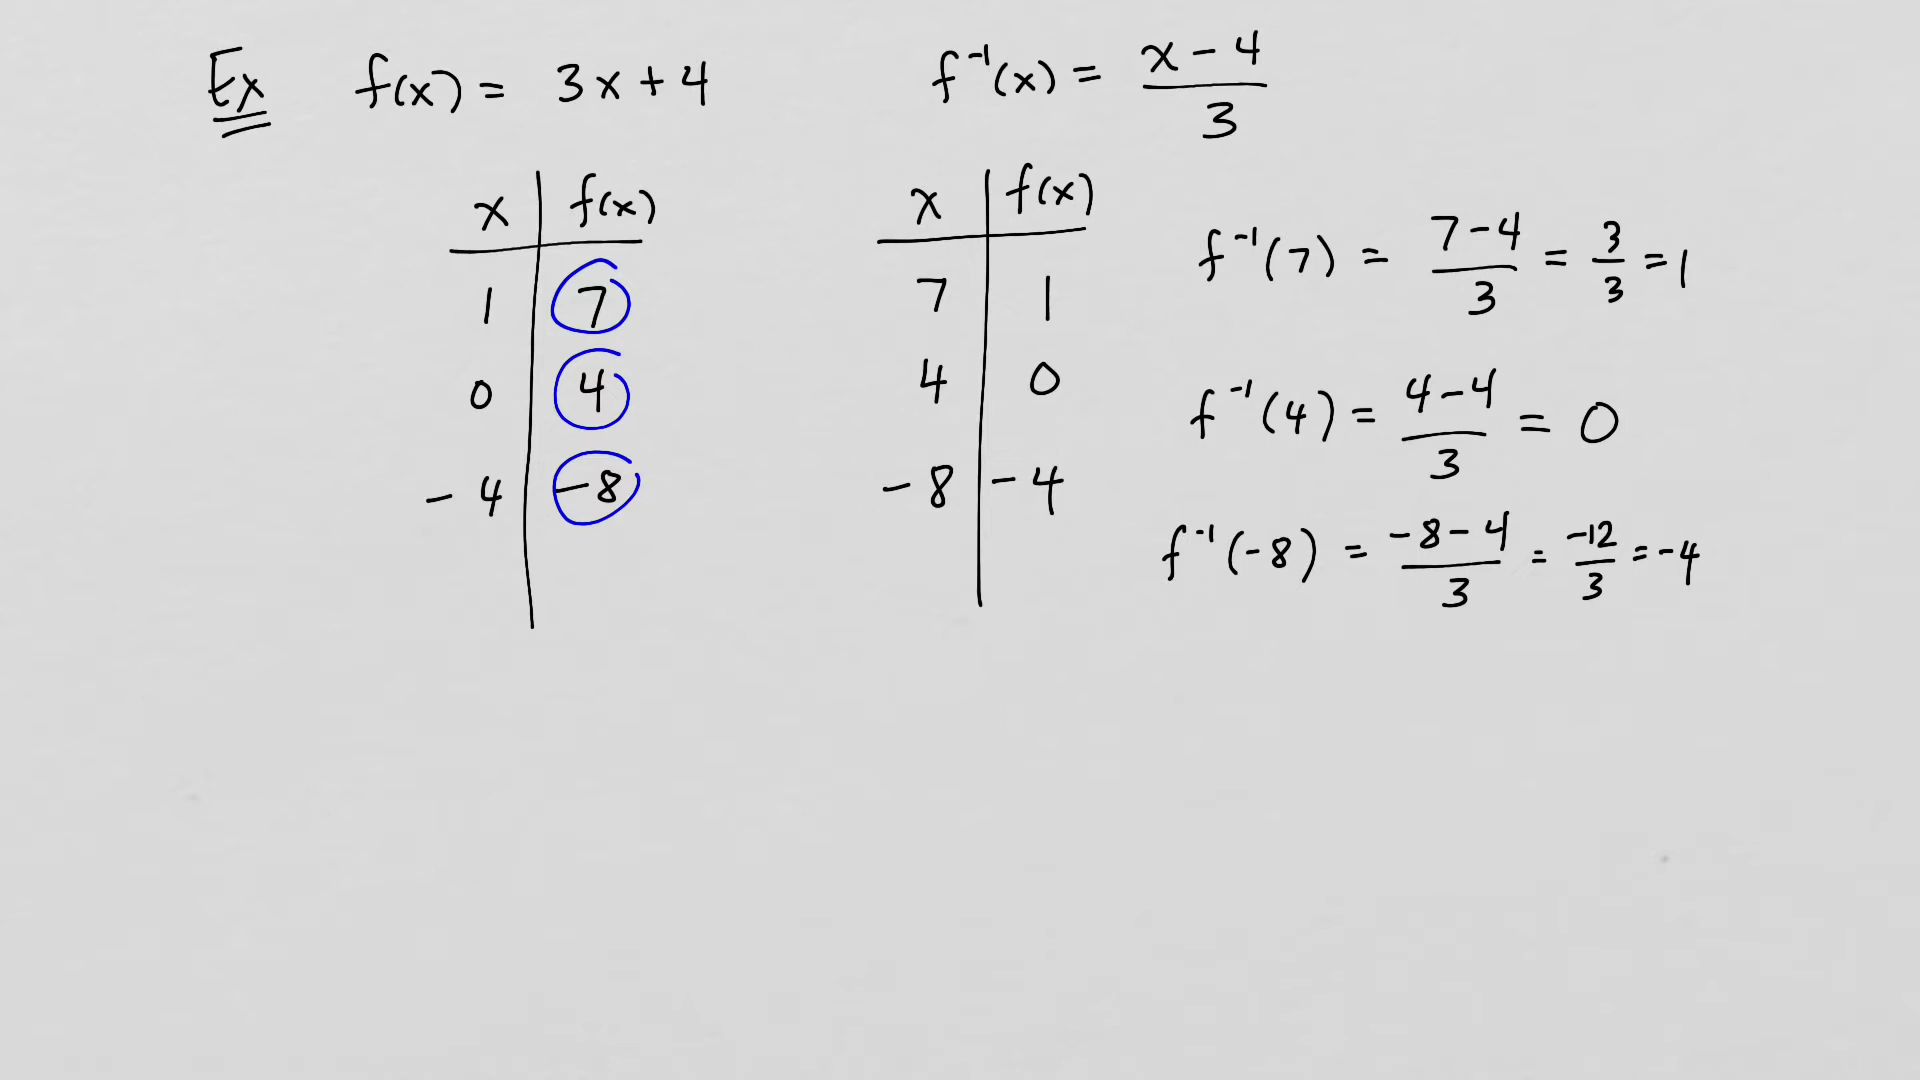 Ex f(x) = 3x + 4
x | f(x)
1 | 7
0 | 4
-4 | -8
f⁻¹(x) = (x - 4)/3
x | f(x)
7 | 1
4 | 0
-8 | -4
f⁻¹(7) = (7-4)/3 = 3/3 = 1
f⁻¹(4) = (4-4)/3 = 0
f⁻¹(-8) = (-8-4)/3 = -12/3 = -4